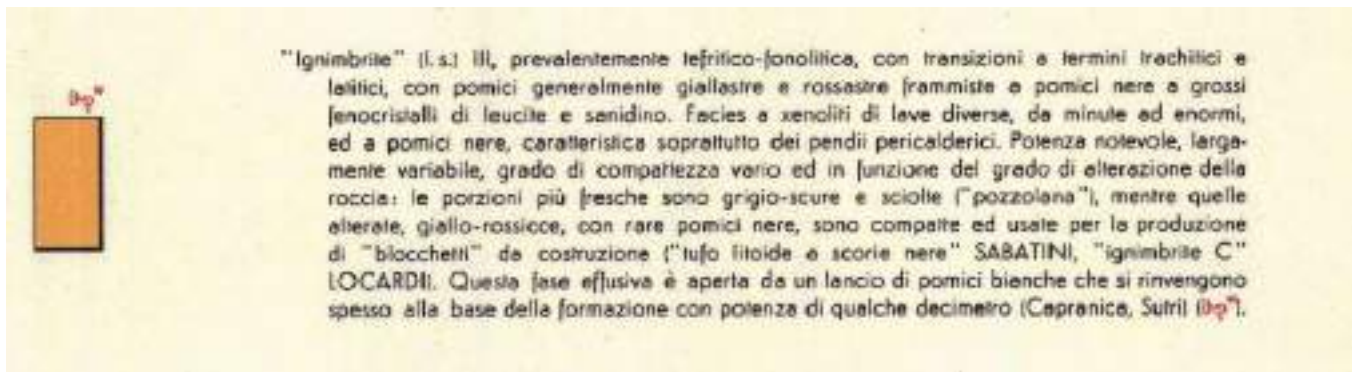 "Ignimbrite" (l. s.) III, prevalentemente tefritico-fonolitica, con transizioni a termini trachitici e
latitici, con pomici generalmente giallastre e rossastre frammiste a pomici nere a grossi
fenocristalli di leucite e sanidino. Facies a xenoliti di lave diverse, da minute ad enormi,
ed a pomici nere, caratteristica soprattutto dei pendii pericalderici. Potenza notevole, larga-
mente variabile, grado di compattezza vario ed in funzione del grado di alterazione della
roccia: le porzioni più fresche sono grigio-scure e sciolte ("pozzolana"), mentre quelle
alterate, giallo-rossicce, con rare pomici nere, sono compatte ed usate per la produzione
di "blocchetti" da costruzione ("tufo litoide a scorie nere" SABATINI, "ignimbrite C"
LOCARDI). Questa fase effusiva è aperta da un lancio di pomici bianche che si rinvengono
spesso alla base della formazione con potenza di qualche decimetro (Capranica, Sutri)